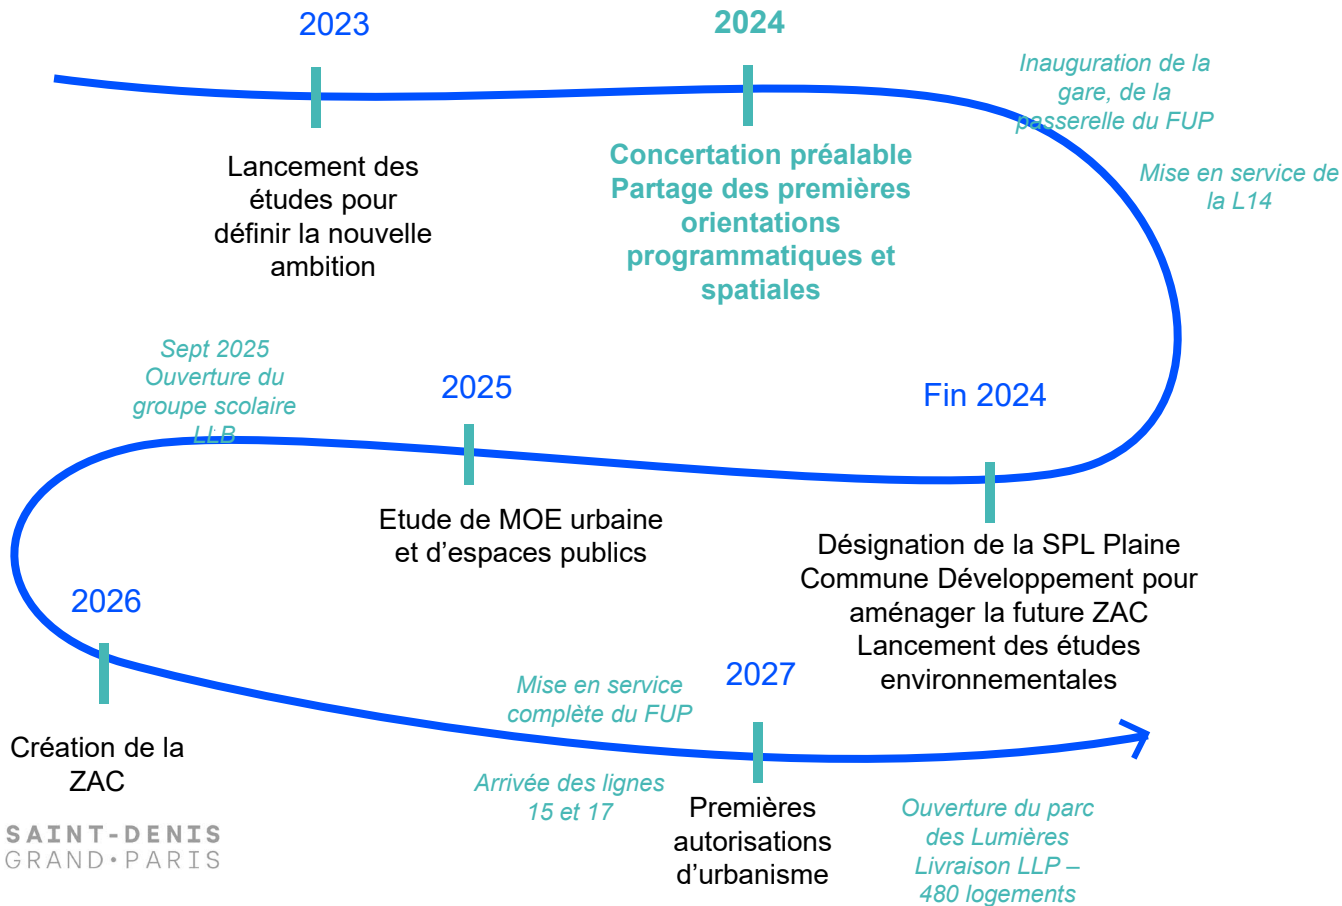 2023
Lancement des
études pour
définir la nouvelle
ambition
2024
Concertation préalable
Partage des premières
orientations
programmatiques et
spatiales
Inauguration de la
gare, de la
passerelle du FUP
Mise en service de
la L14
Fin 2024
Désignation de la SPL Plaine
Commune Développement pour
aménager la future ZAC
Lancement des études
environnementales
2025
Etude de MOE urbaine
et d’espaces publics
Sept 2025
Ouverture du
groupe scolaire
LLB
2026
Création de la
ZAC
Mise en service
complète du FUP
Arrivée des lignes
15 et 17
2027
Premières
autorisations
d’urbanisme
Ouverture du parc
des Lumières
Livraison LLP –
480 logements
SAINT-DENIS
GRAND•PARIS